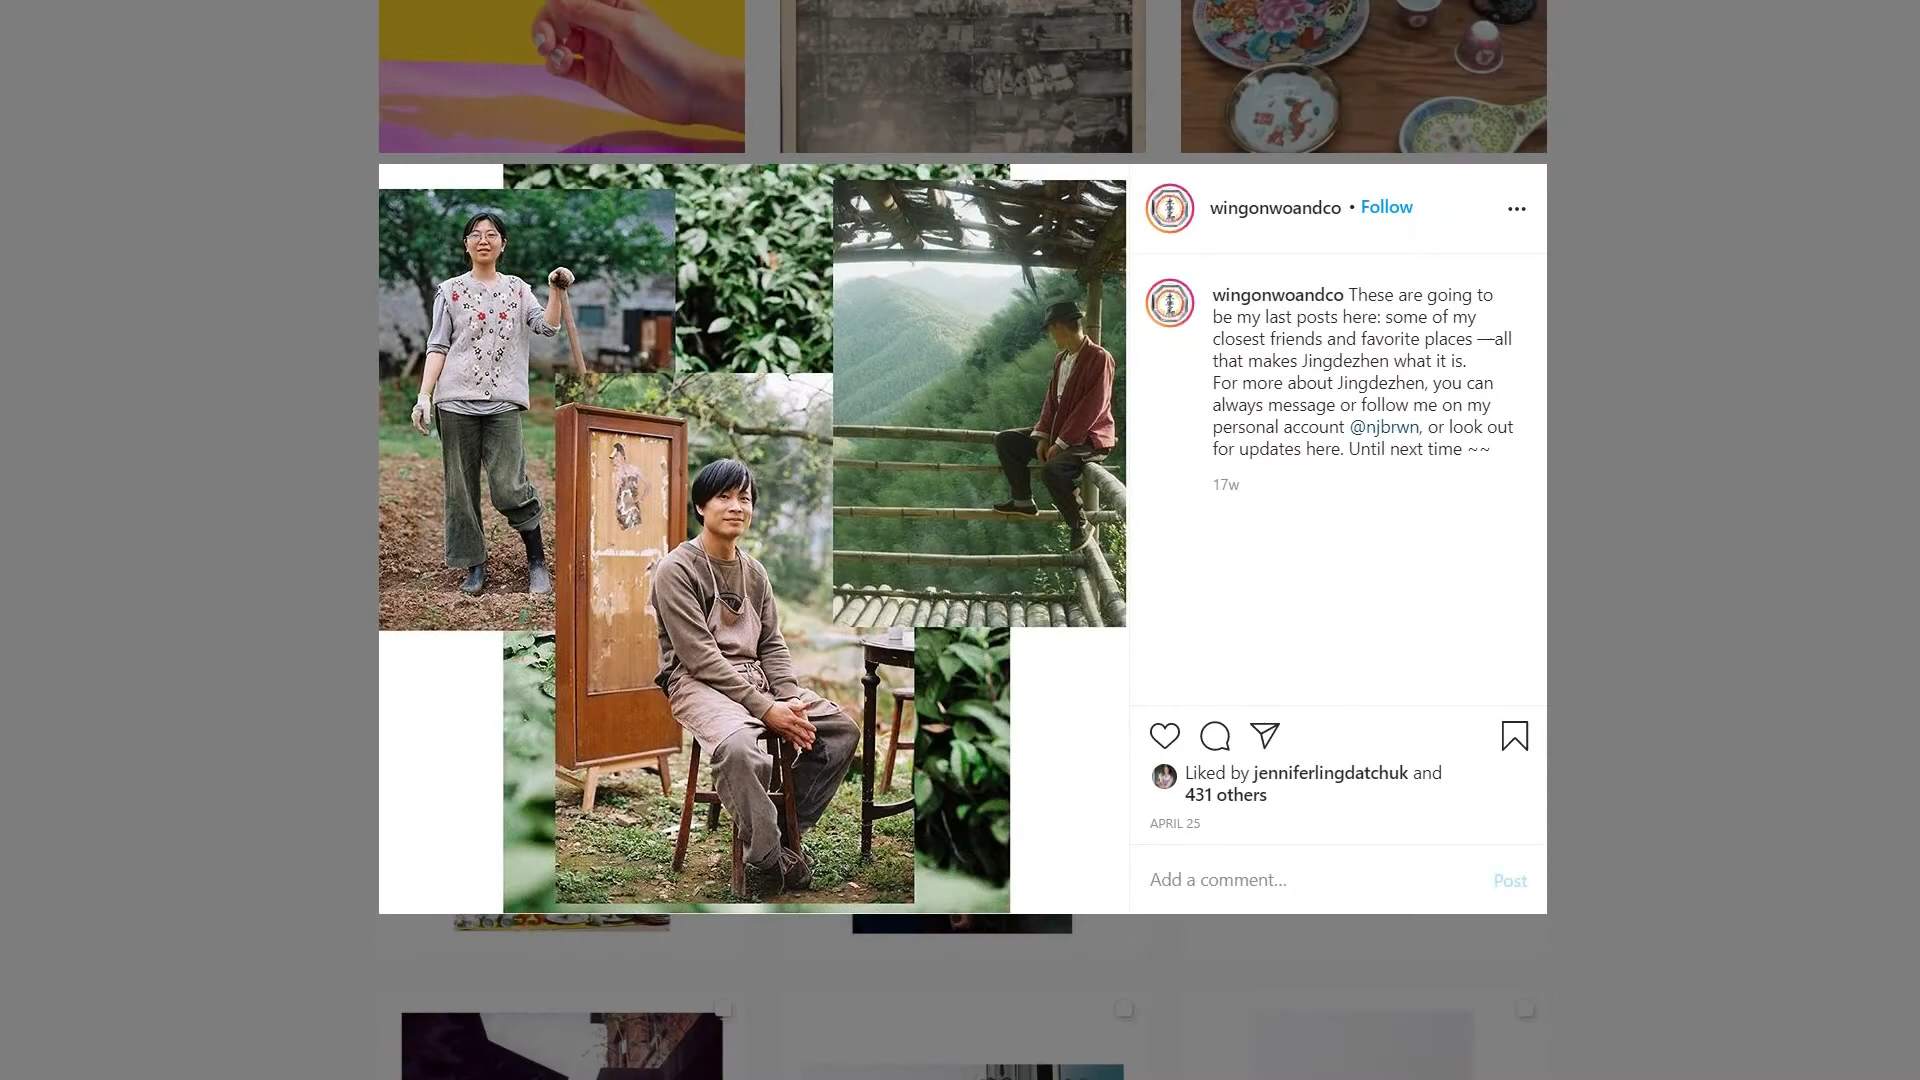 wingonwoandco • Follow
wingonwoandco These are going to
be my last posts here: some of my
closest friends and favorite places —all
that makes Jingdezhen what it is.
For more about Jingdezhen, you can
always message or follow me on my
personal account @njbrwn, or look out
for updates here. Until next time ~~
17w
Liked by jenniferlingdatchuk and
431 others
APRIL 25
Add a comment...
Post